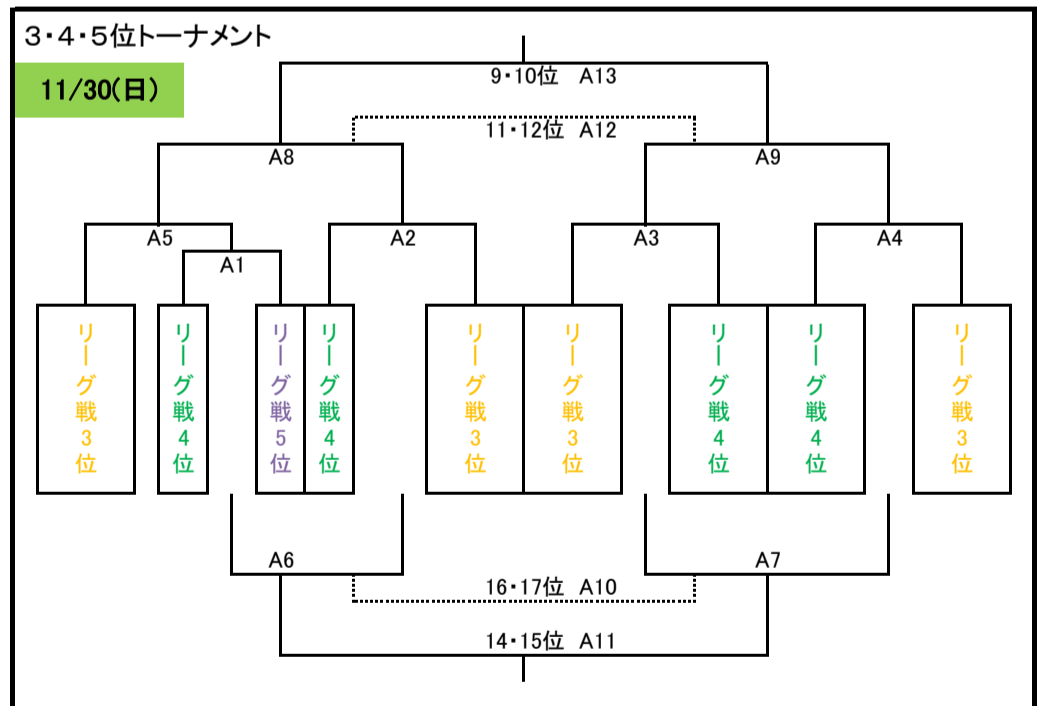 3・4・5位トーナメント
11/30(日)
9・10位 A13
11・12位 A12
A8
A9
A5
A2
A3
A4
A1
リーグ戦3位
リーグ戦4位
リーグ戦5位
リーグ戦4位
リーグ戦3位
リーグ戦3位
リーグ戦4位
リーグ戦4位
リーグ戦3位
A6
A7
16・17位 A10
14・15位 A11